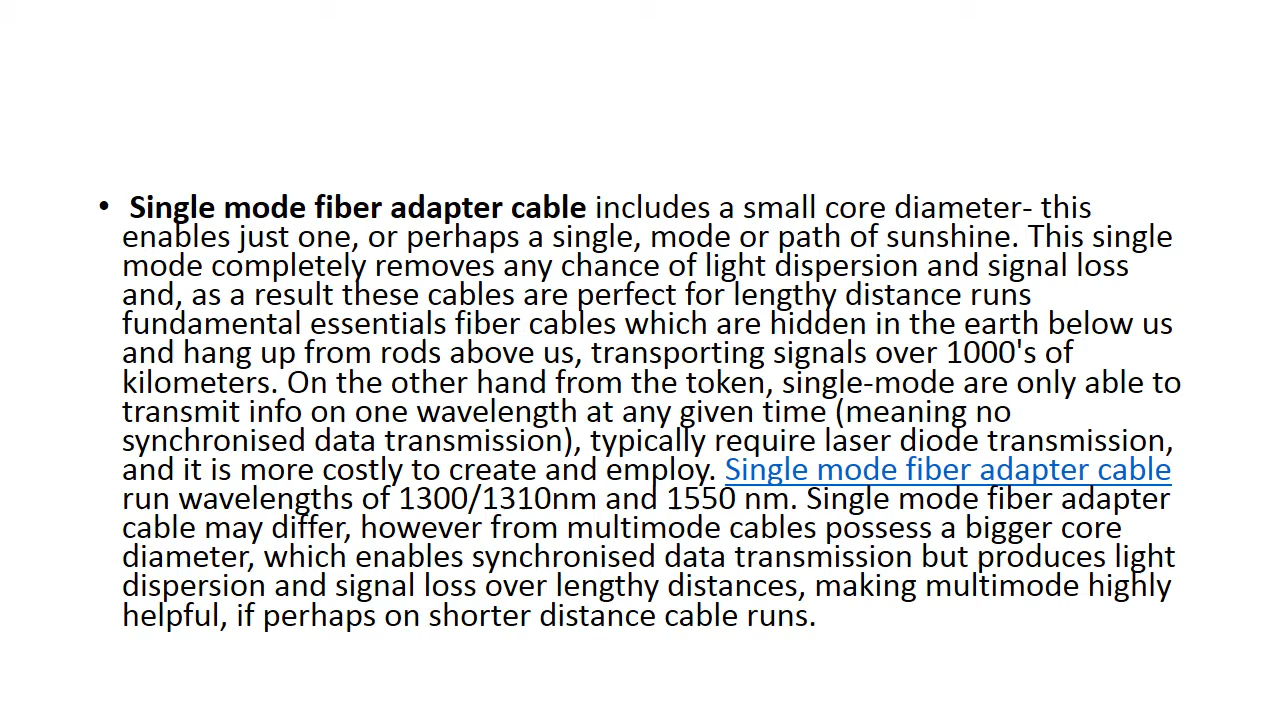 • Single mode fiber adapter cable includes a small core diameter- this
enables just one, or perhaps a single, mode or path of sunshine. This single
mode completely removes any chance of light dispersion and signal loss
and, as a result these cables are perfect for lengthy distance runs
fundamental essentials fiber cables which are hidden in the earth below us
and hang up from rods above us, transporting signals over 1000's of
kilometers. On the other hand from the token, single-mode are only able to
transmit info on one wavelength at any given time (meaning no
synchronised data transmission), typically require laser diode transmission,
and it is more costly to create and employ. Single mode fiber adapter cable
run wavelengths of 1300/1310nm and 1550 nm. Single mode fiber adapter
cable may differ, however from multimode cables possess a bigger core
diameter, which enables synchronised data transmission but produces light
dispersion and signal loss over lengthy distances, making multimode highly
helpful, if perhaps on shorter distance cable runs.